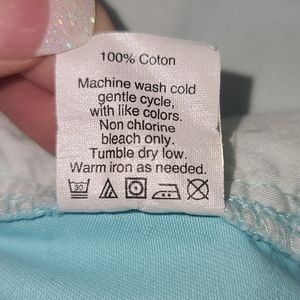 100% Coton
Machine wash cold
gentle cycle,
with like colors.
Non chlorine
bleach only.
Tumble dry low.
Warm iron as needed.
30